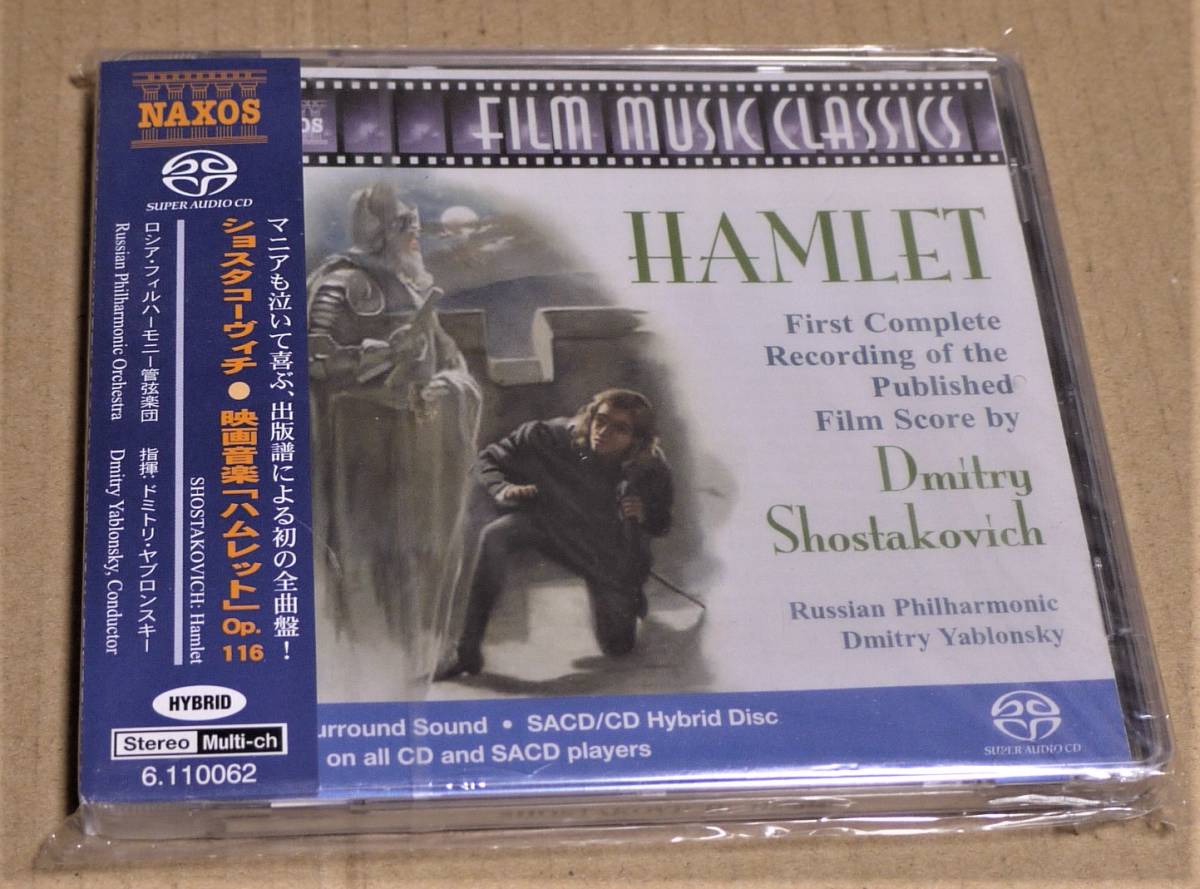 NAXOS
SUPER AUDIO CD
マニアも泣いて喜ぶ、出版譜による初の全曲盤！
ショスタコーヴィチ●映画音楽「ハムレット」Op.116
SHOSTAKOVICH: Hamlet
ロシア・フィルハーモニー管弦楽団 指揮:ドミトリ・ヤブロンスキー
Russian Philharmonic Orchestra Dmitry Yablonsky, Conductor
HYBRID
Stereo Multi-ch
6.110062
FILM MUSIC CLASSICS
HAMLET
First Complete
Recording of the
Published
Film Score by
Dmitry
Shostakovich
Russian Philharmonic
Dmitry Yablonsky
Sound • SACD/CD Hybrid Disc
on all CD and SACD players
SUPER AUDIO CD